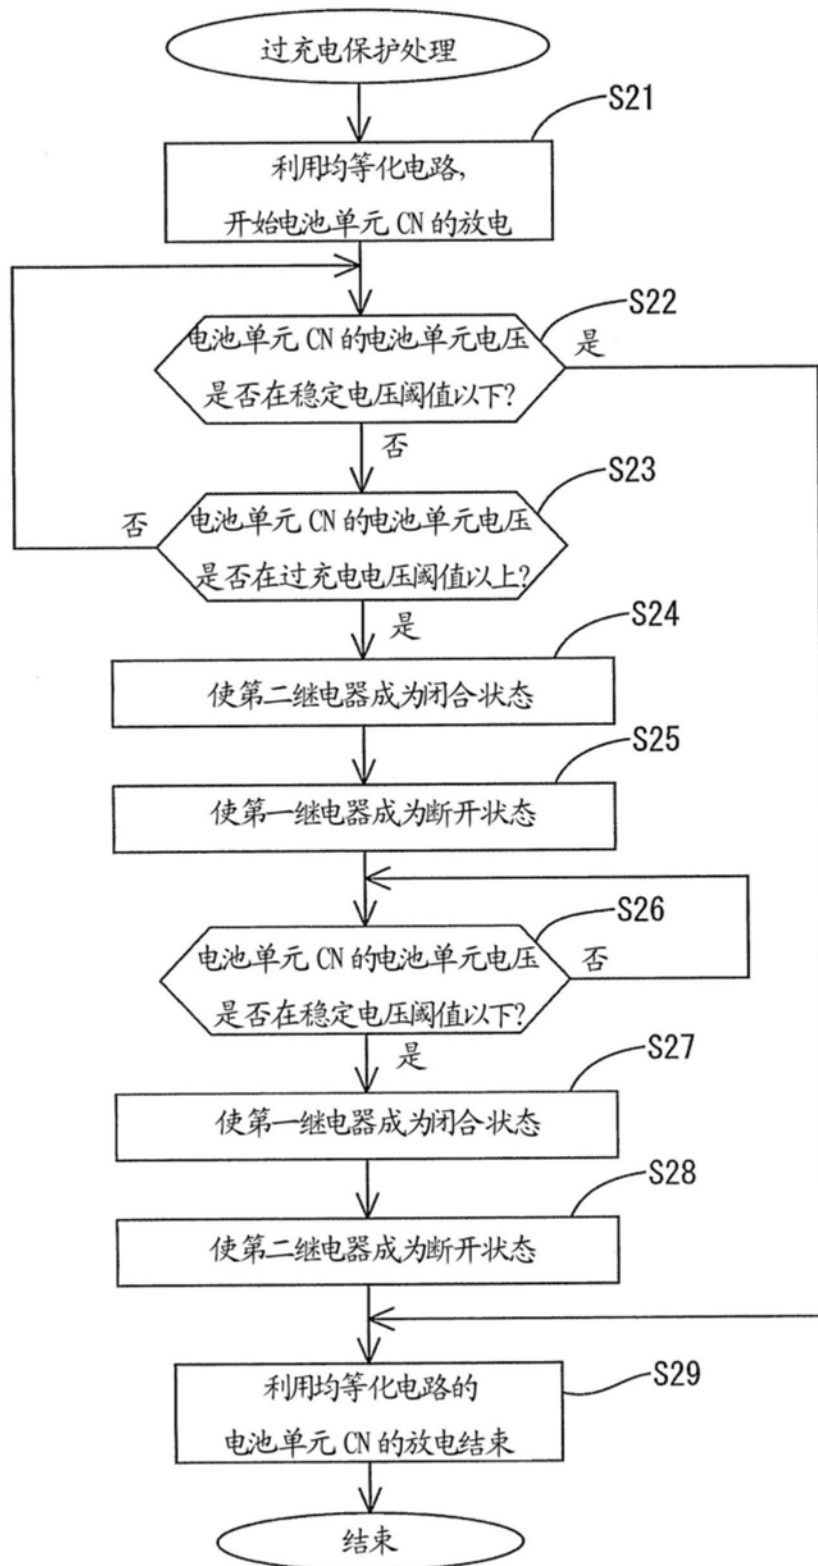 过充电保护处理
S21
利用均等化电路,
开始电池单元 CN 的放电
S22
电池单元 CN 的电池单元电压
是否在稳定电压阈值以下?
是
否
S23
电池单元 CN 的电池单元电压
是否在过充电电压阈值以上?
否
是
S24
使第二继电器成为闭合状态
S25
使第一继电器成为断开状态
S26
电池单元 CN 的电池单元电压
是否在稳定电压阈值以下?
否
是
S27
使第一继电器成为闭合状态
S28
使第二继电器成为断开状态
S29
利用均等化电路的
电池单元 CN 的放电结束
结束